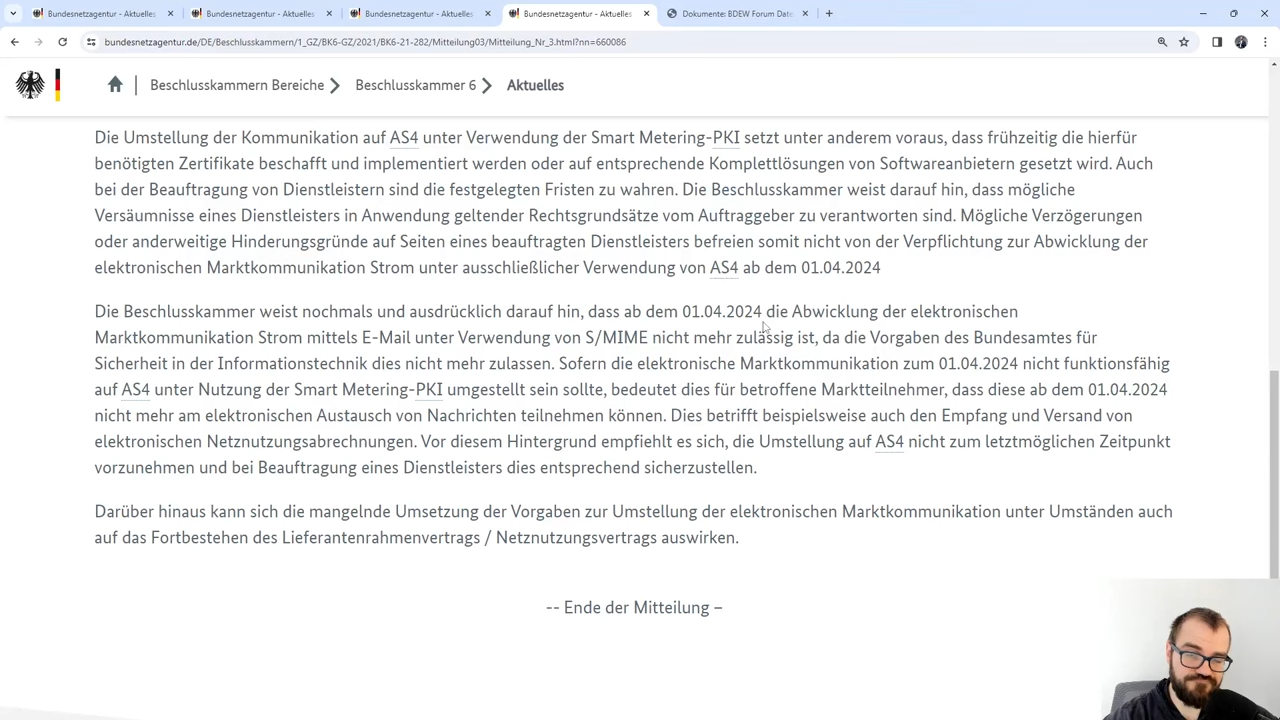 Bundesnetzagentur - Aktuelles
Bundesnetzagentur - Aktuelles
Bundesnetzagentur - Aktuelles
Bundesnetzagentur - Aktuelles
Dokumente: BDEW Forum Date
bundesnetzagentur.de/DE/Beschlusskammern/1_GZ/BK6-GZ/2021/BK6-21-282/Mitteilung03/Mitteilung_Nr_3.html?nn=660086
Beschlusskammern Bereiche
Beschlusskammer 6
Aktuelles
Die Umstellung der Kommunikation auf AS4 unter Verwendung der Smart Metering-PKI setzt unter anderem voraus, dass frühzeitig die hierfür
benötigten Zertifikate beschafft und implementiert werden oder auf entsprechende Komplettlösungen von Softwareanbietern gesetzt wird. Auch
bei der Beauftragung von Dienstleistern sind die festgelegten Fristen zu wahren. Die Beschlusskammer weist darauf hin, dass mögliche
Versäumnisse eines Dienstleisters in Anwendung geltender Rechtsgrundsätze vom Auftraggeber zu verantworten sind. Mögliche Verzögerungen
oder anderweitige Hinderungsgründe auf Seiten eines beauftragten Dienstleisters befreien somit nicht von der Verpflichtung zur Abwicklung der
elektronischen Marktkommunikation Strom unter ausschließlicher Verwendung von AS4 ab dem 01.04.2024
Die Beschlusskammer weist nochmals und ausdrücklich darauf hin, dass ab dem 01.04.2024 die Abwicklung der elektronischen
Marktkommunikation Strom mittels E-Mail unter Verwendung von S/MIME nicht mehr zulässig ist, da die Vorgaben des Bundesamtes für
Sicherheit in der Informationstechnik dies nicht mehr zulassen. Sofern die elektronische Marktkommunikation zum 01.04.2024 nicht funktionsfähig
auf AS4 unter Nutzung der Smart Metering-PKI umgestellt sein sollte, bedeutet dies für betroffene Marktteilnehmer, dass diese ab dem 01.04.2024
nicht mehr am elektronischen Austausch von Nachrichten teilnehmen können. Dies betrifft beispielsweise auch den Empfang und Versand von
elektronischen Netznutzungsabrechnungen. Vor diesem Hintergrund empfiehlt es sich, die Umstellung auf AS4 nicht zum letztmöglichen Zeitpunkt
vorzunehmen und bei Beauftragung eines Dienstleisters dies entsprechend sicherzustellen.
Darüber hinaus kann sich die mangelnde Umsetzung der Vorgaben zur Umstellung der elektronischen Marktkommunikation unter Umständen auch
auf das Fortbestehen des Lieferantenrahmenvertrags / Netznutzungsvertrags auswirken.
-- Ende der Mitteilung –